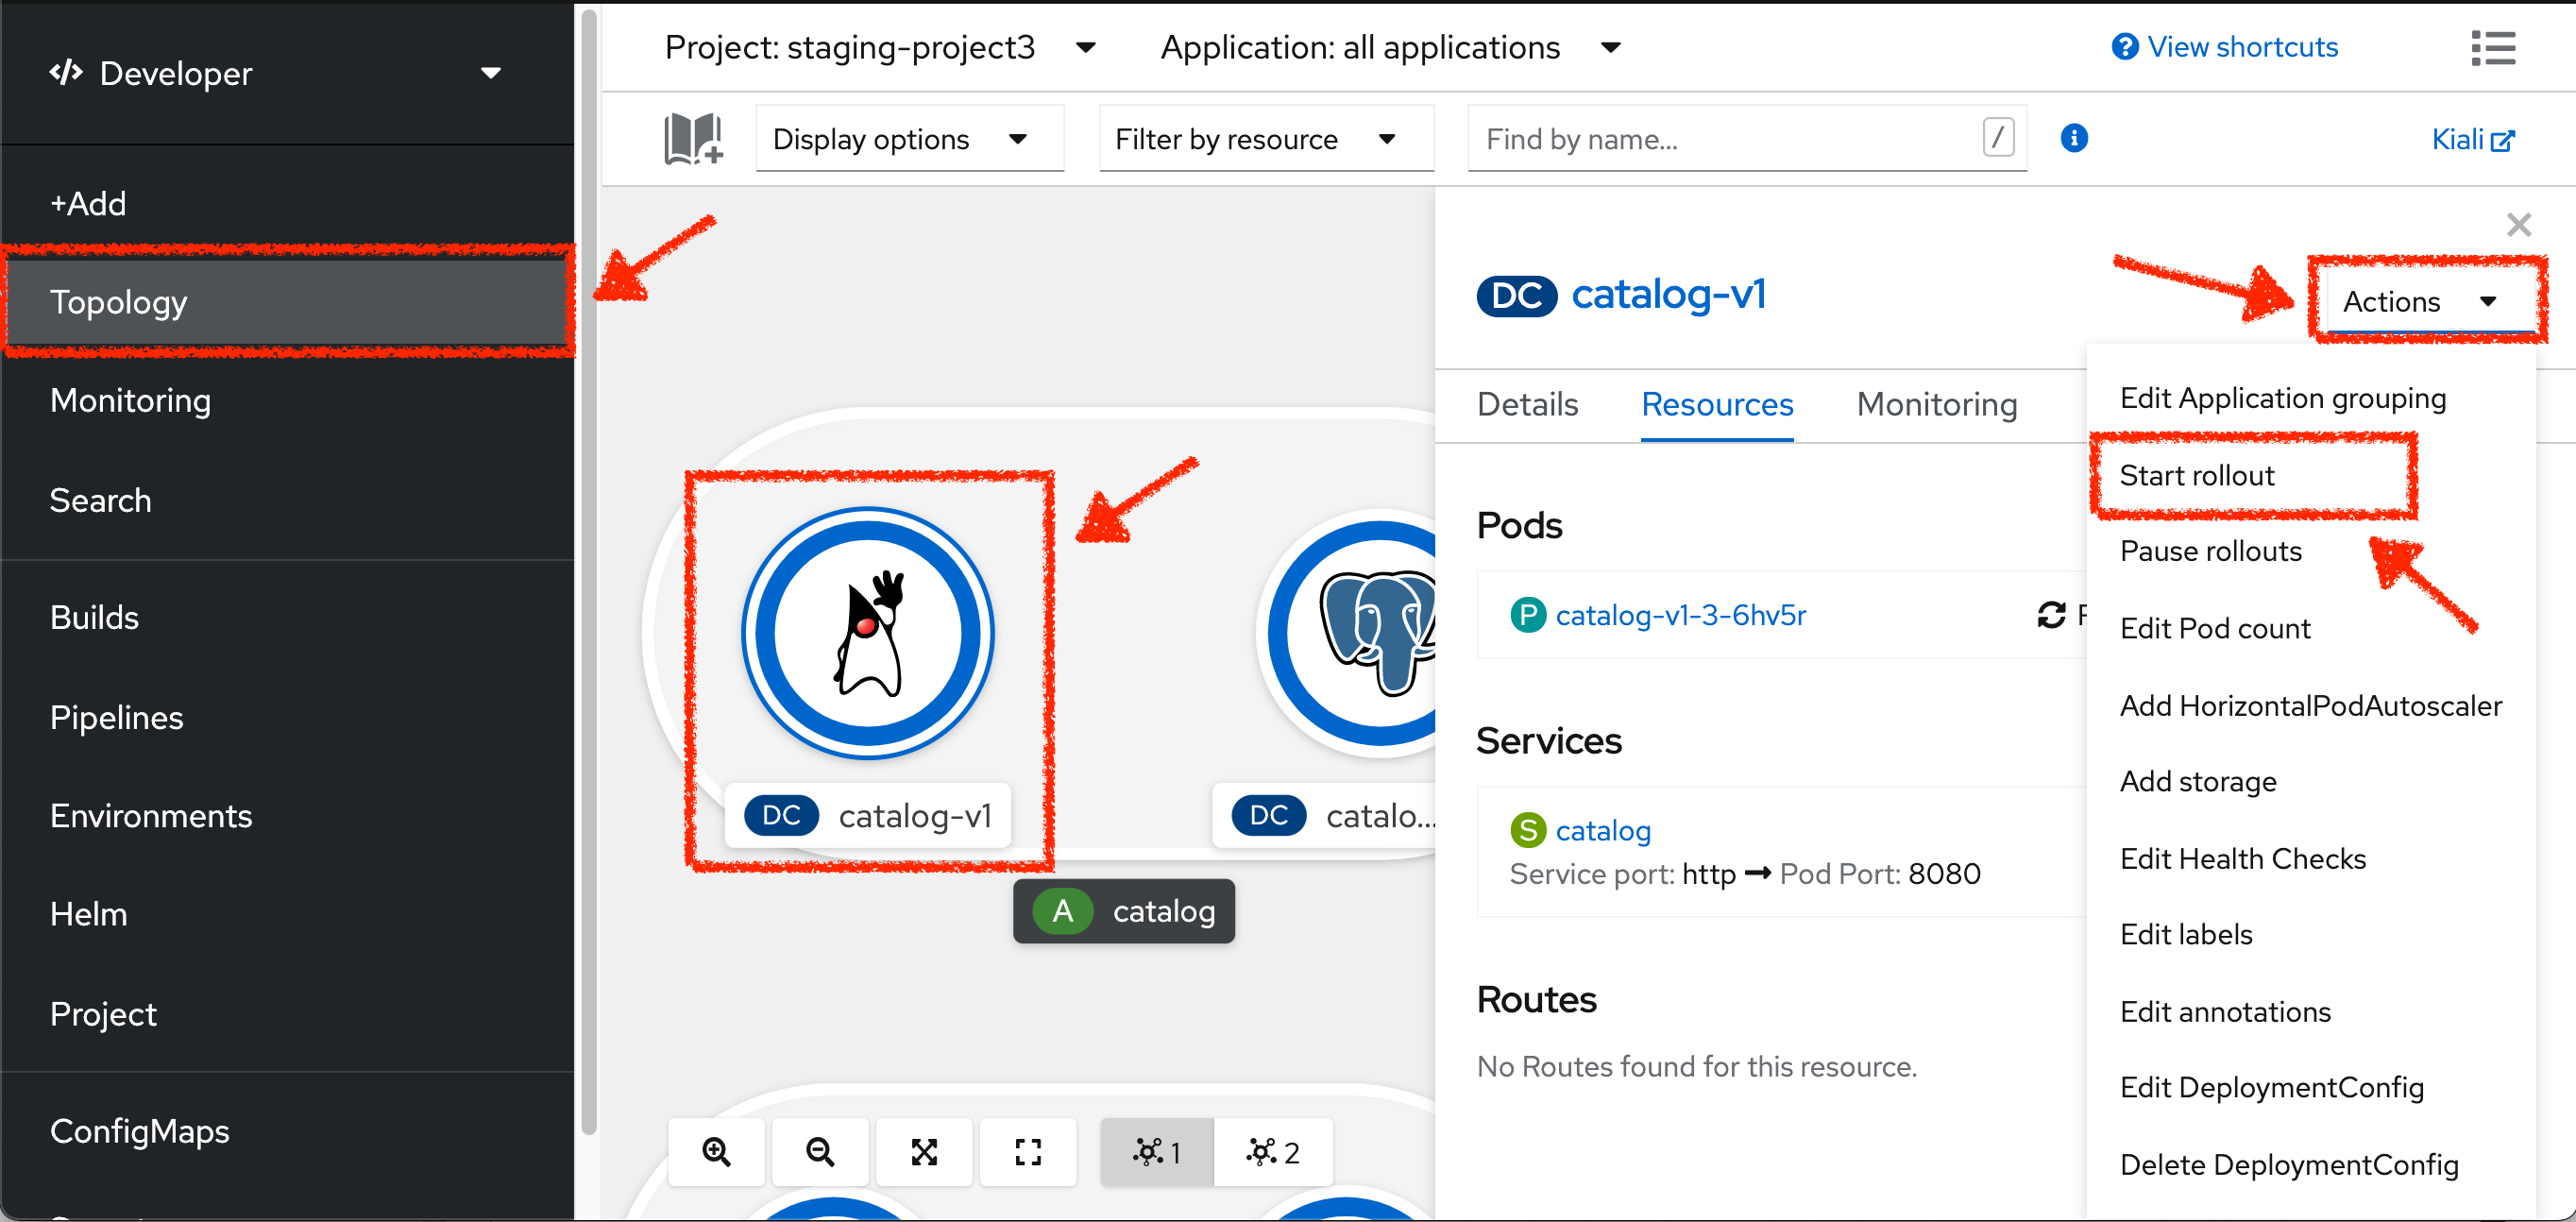 </> Developer
+Add
Topology
Monitoring
Search
Builds
Pipelines
Environments
Helm
Project
ConfigMaps
Project: staging-project3
Application: all applications
View shortcuts
Display options
Filter by resource
Find by name...
/
Kiali
DC catalog-v1
DC catalo...
A catalog
1
2
DC catalog-v1
Actions
Details
Resources
Monitoring
Pods
P catalog-v1-3-6hv5r
Services
S catalog
Service port: http → Pod Port: 8080
Routes
No Routes found for this resource.
Edit Application grouping
Start rollout
Pause rollouts
Edit Pod count
Add HorizontalPodAutoscaler
Add storage
Edit Health Checks
Edit labels
Edit annotations
Edit DeploymentConfig
Delete DeploymentConfig